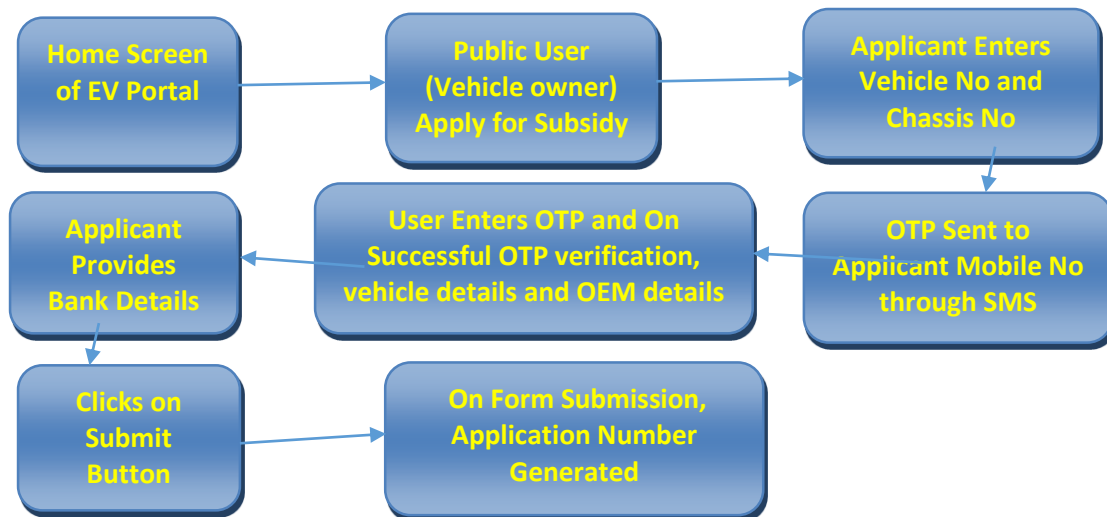 Home Screen
of EV Portal
Public User
(Vehicle owner)
Apply for Subsidy
Applicant Enters
Vehicle No and
Chassis No
OTP Sent to
Applicant Mobile No
through SMS
User Enters OTP and On
Successful OTP verification,
vehicle details and OEM details
Applicant
Provides
Bank Details
Clicks on
Submit
Button
On Form Submission,
Application Number
Generated